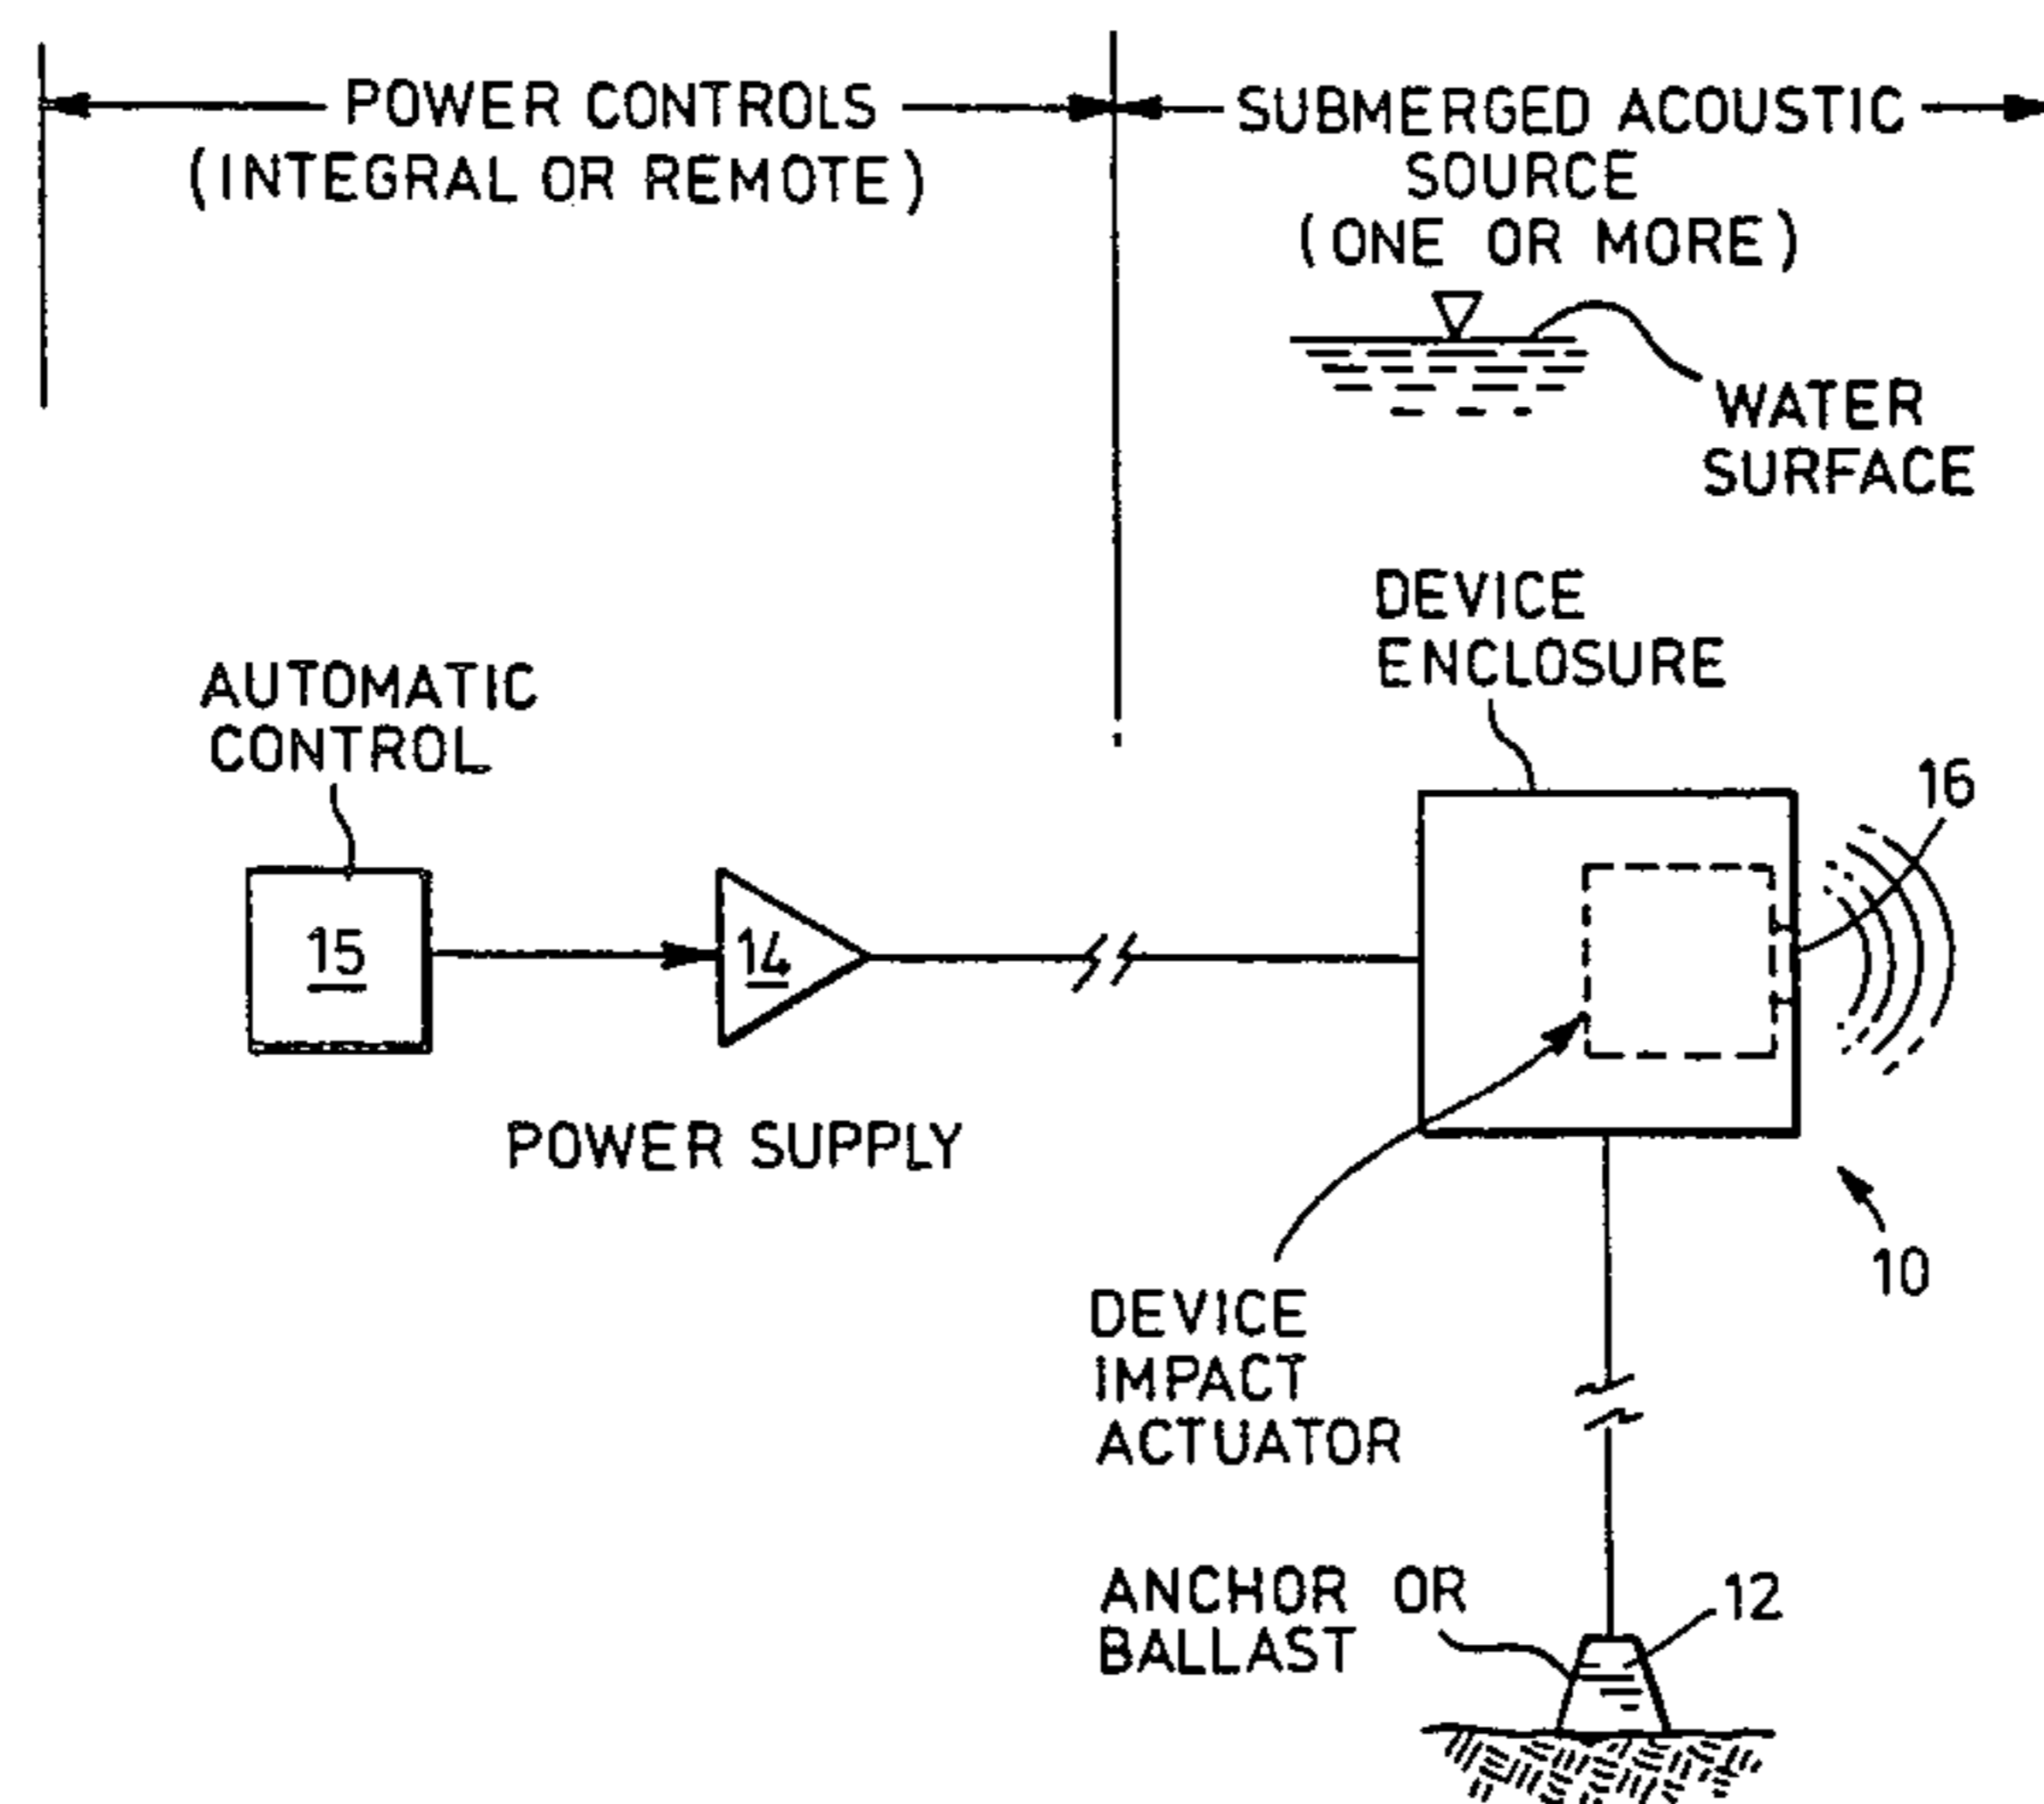 POWER CONTROLS
(INTEGRAL OR REMOTE)
SUBMERGED ACOUSTIC
SOURCE
(ONE OR MORE)
WATER
SURFACE
DEVICE
ENCLOSURE
AUTOMATIC
CONTROL
16
15
14
POWER SUPPLY
10
DEVICE
IMPACT
ACTUATOR
ANCHOR OR
BALLAST
12